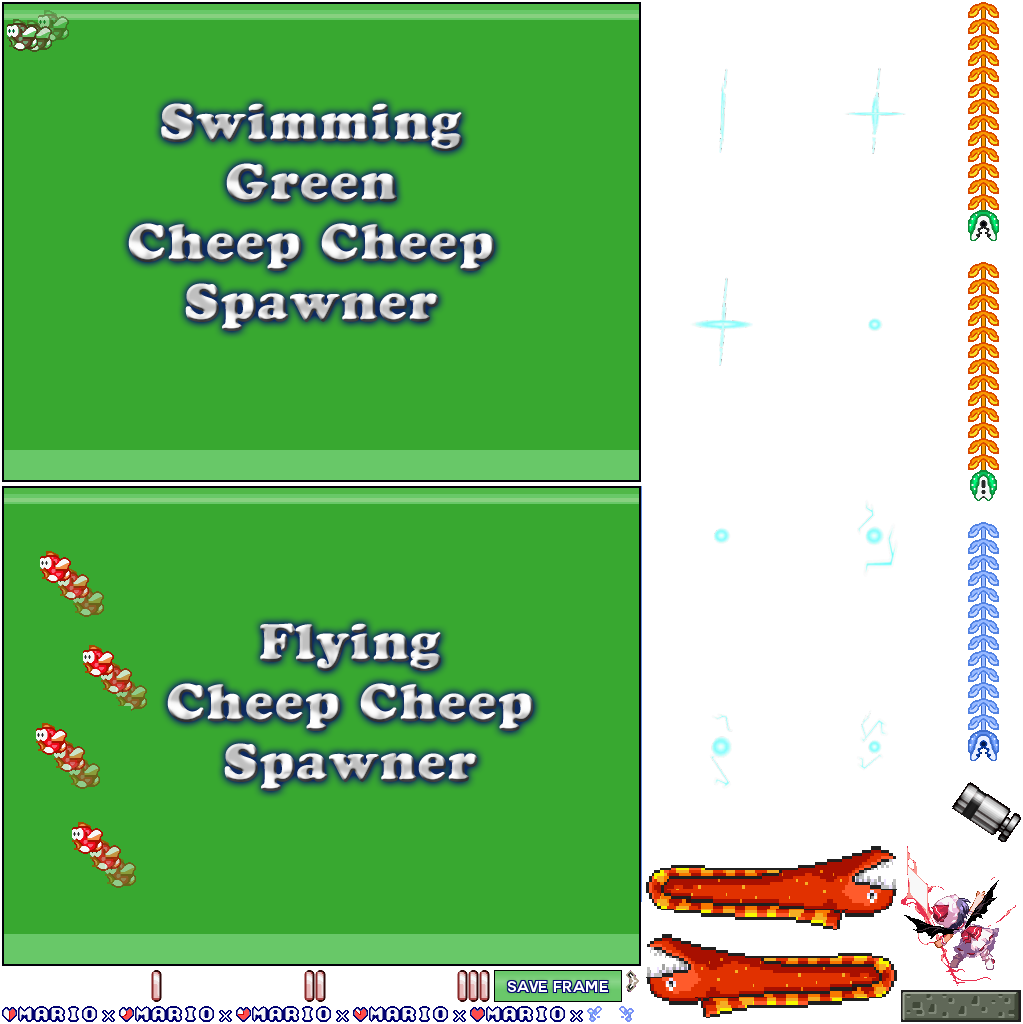 Swimming
Green
Cheep Cheep
Spawner
Flying
Cheep Cheep
Spawner
SAVE FRAME
MARIO x MARIO x MARIO x MARIO x MARIO x